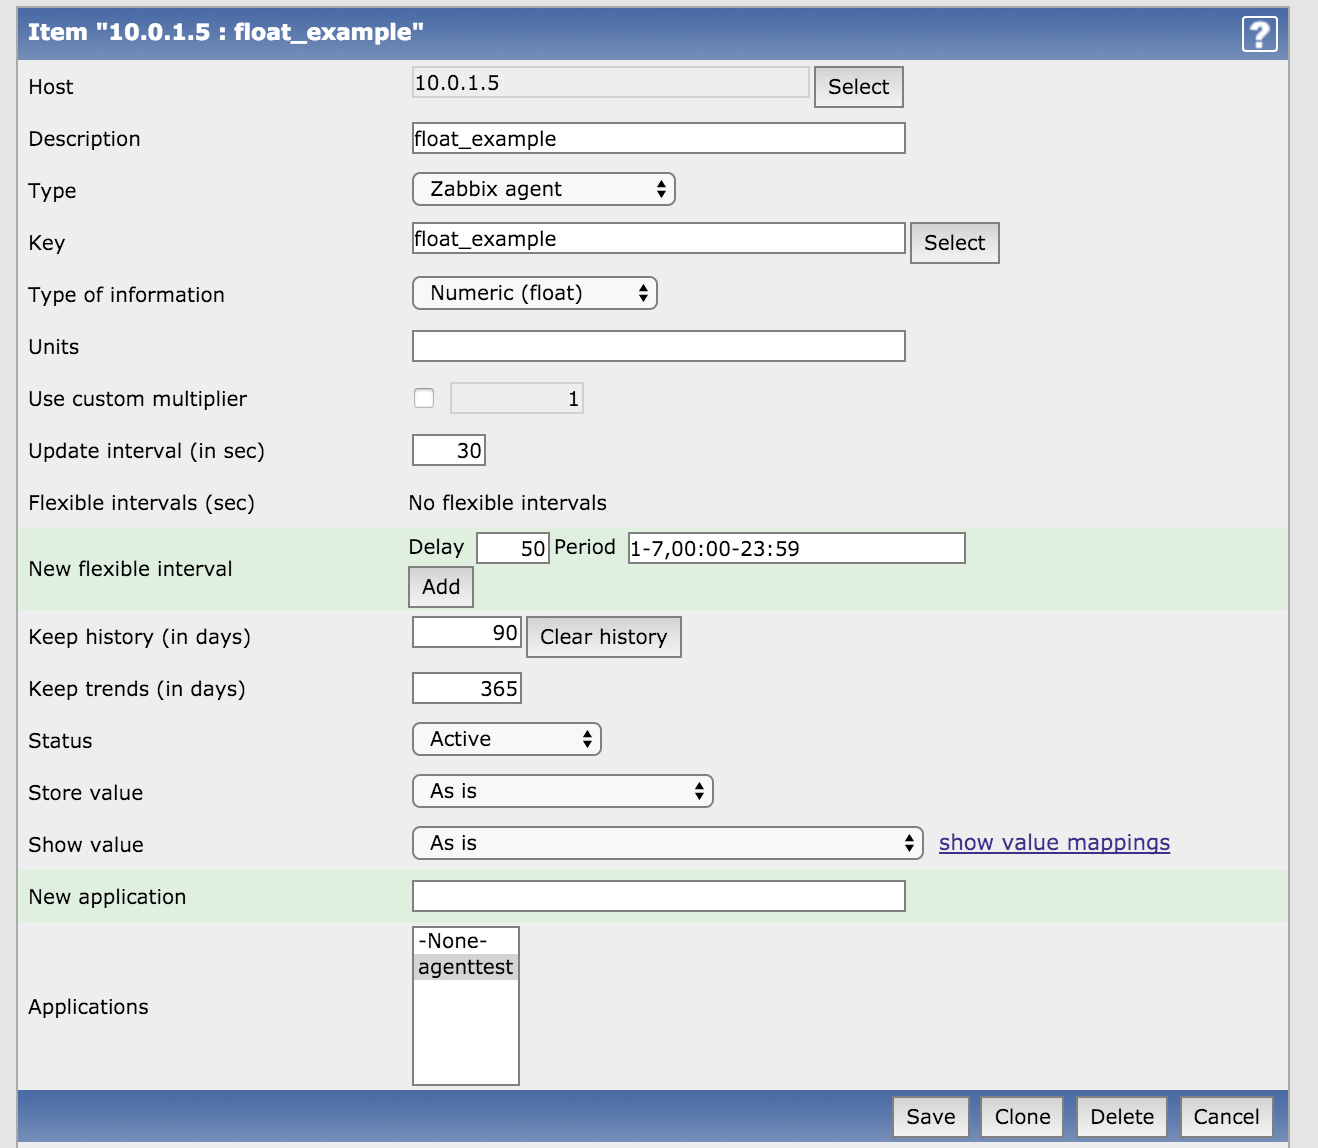 Item "10.0.1.5 : float_example"
?
Host 10.0.1.5 Select
Description float_example
Type Zabbix agent
Key float_example Select
Type of information Numeric (float)
Units
Use custom multiplier 1
Update interval (in sec) 30
Flexible intervals (sec) No flexible intervals
New flexible interval Delay 50 Period 1-7,00:00-23:59
Add
Keep history (in days) 90 Clear history
Keep trends (in days) 365
Status Active
Store value As is
Show value As is show value mappings
New application
Applications
-None-
agenttest
Save Clone Delete Cancel